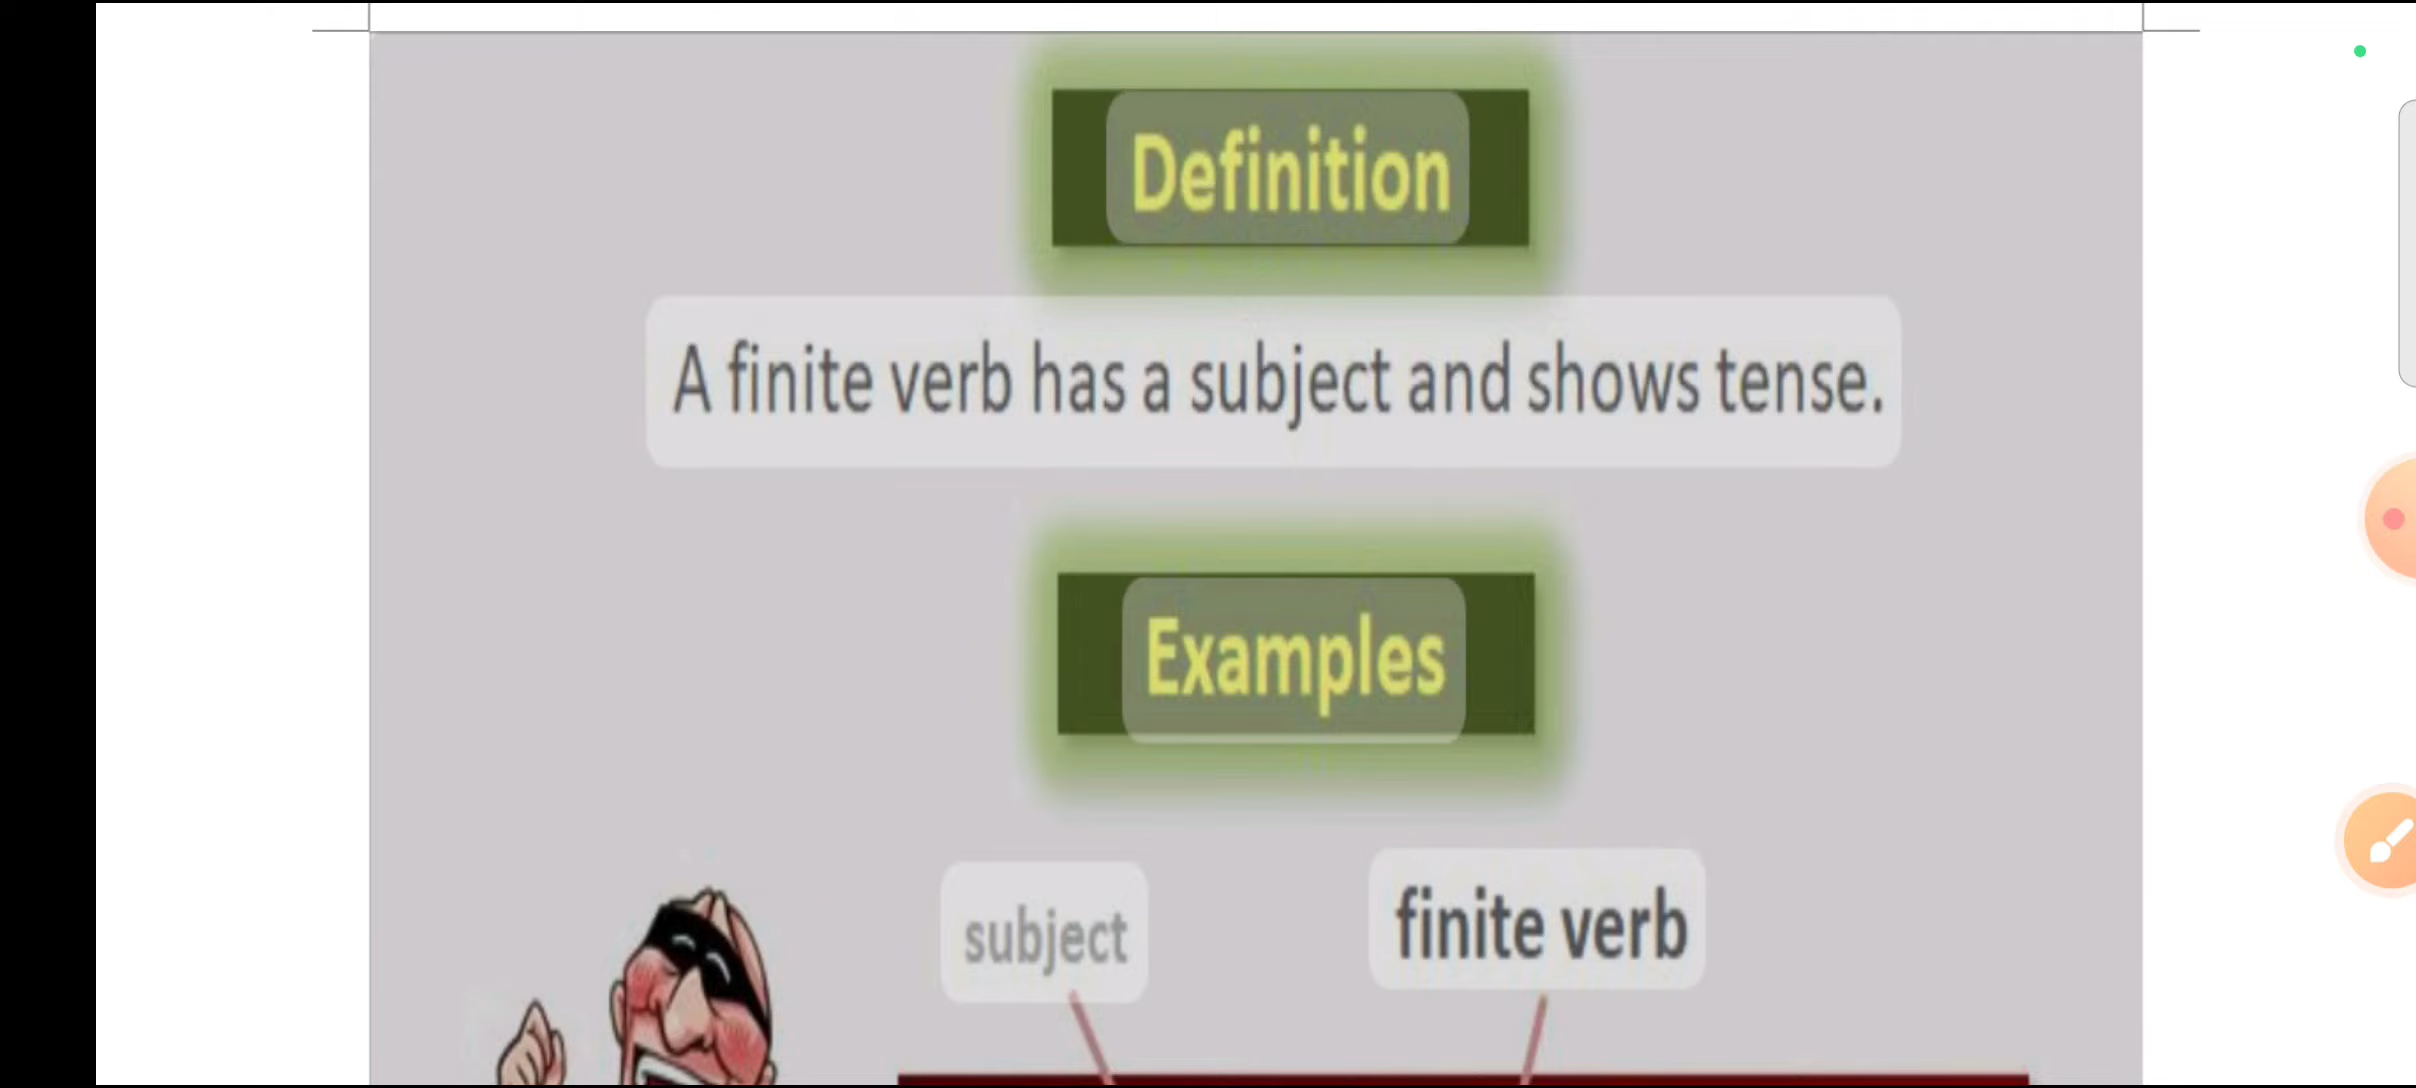 Definition
A finite verb has a subject and shows tense.
Examples
subject finite verb